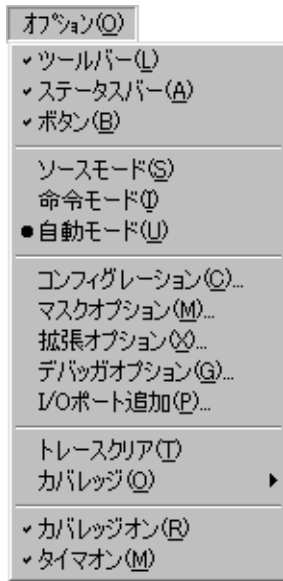 オプション(O)
ツールバー(L)
ステータスバー(A)
ボタン(B)
ソースモード(S)
命令モード(I)
自動モード(U)
コンフィグレーション(C)...
マスクオプション(M)...
拡張オプション(X)...
デバッガオプション(G)...
I/Oポート追加(P)...
トレースクリア(T)
カバレッジ(O)
カバレッジオン(R)
タイマオン(M)